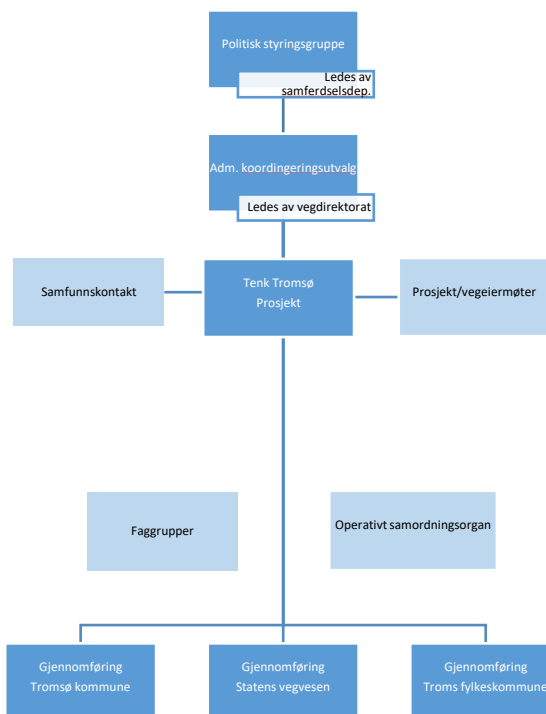 Politisk styringsgruppe
Ledes av
samferdselsdep.
Adm. koordingeringsutvalg
Ledes av vegdirektorat
Samfunnskontakt
Tenk Tromsø
Prosjekt
Prosjekt/vegeiermøter
Faggrupper
Operativt samordningsorgan
Gjennomføring
Tromsø kommune
Gjennomføring
Statens vegvesen
Gjennomføring
Troms fylkeskommune